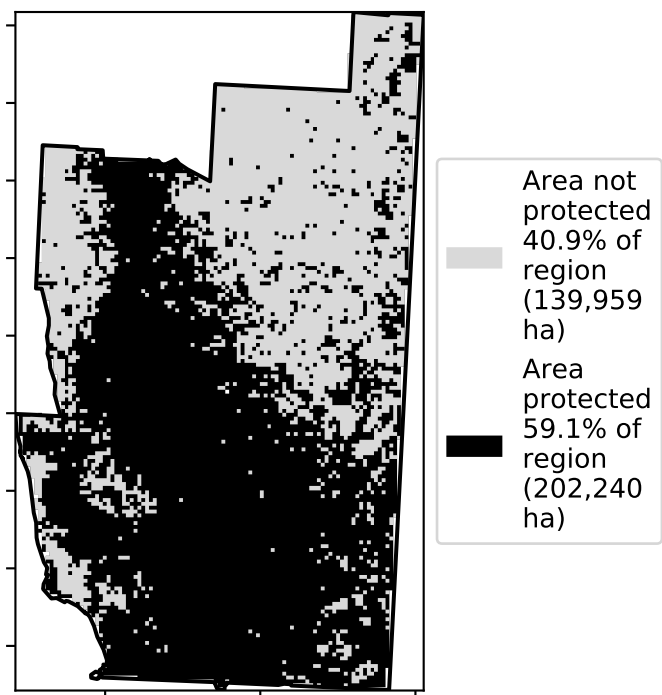 Area not
protected
40.9% of
region
(139,959
ha)
Area
protected
59.1% of
region
(202,240
ha)